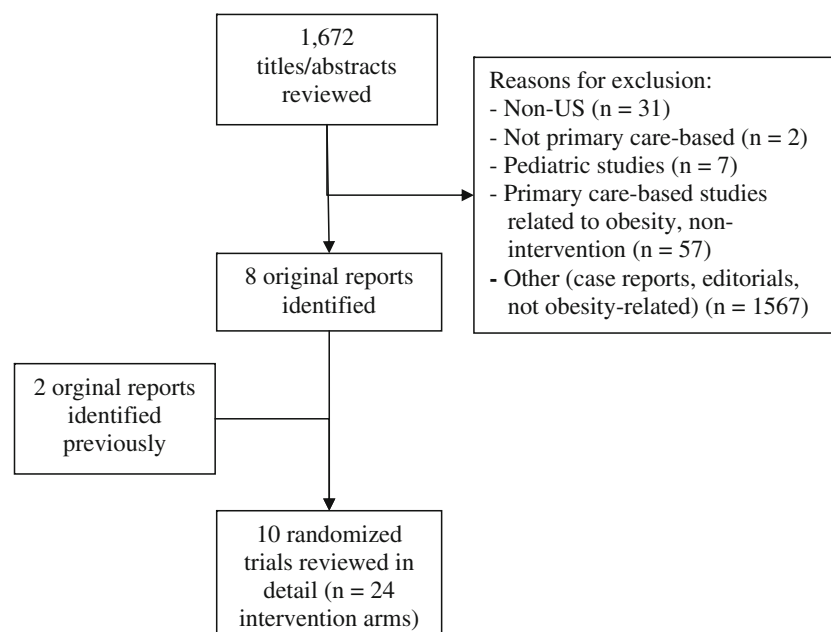 1,672
titles/abstracts
reviewed
Reasons for exclusion:
- Non-US (n = 31)
- Not primary care-based (n = 2)
- Pediatric studies (n = 7)
- Primary care-based studies
related to obesity, non-
intervention (n = 57)
- Other (case reports, editorials,
not obesity-related) (n = 1567)
8 original reports
identified
2 orginal reports
identified
previously
10 randomized
trials reviewed in
detail (n = 24
intervention arms)